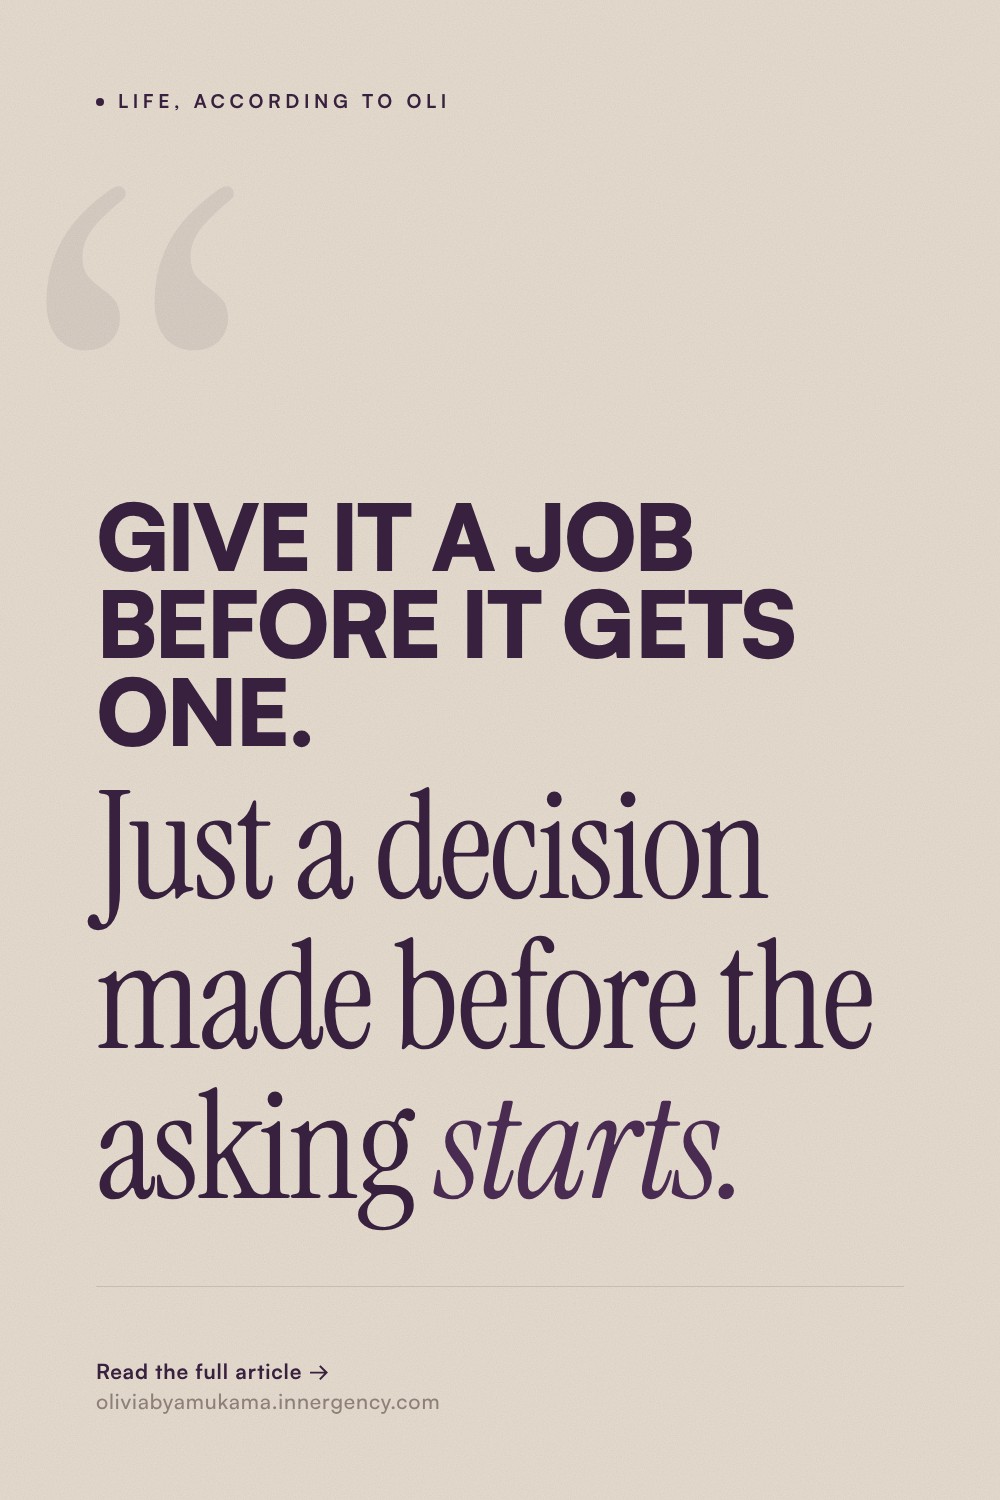 • LIFE, ACCORDING TO OLI
“
GIVE IT A JOB
BEFORE IT GETS
ONE.
Just a decision
made before the
asking starts.
Read the full article →
oliviabyamukama.innergency.com